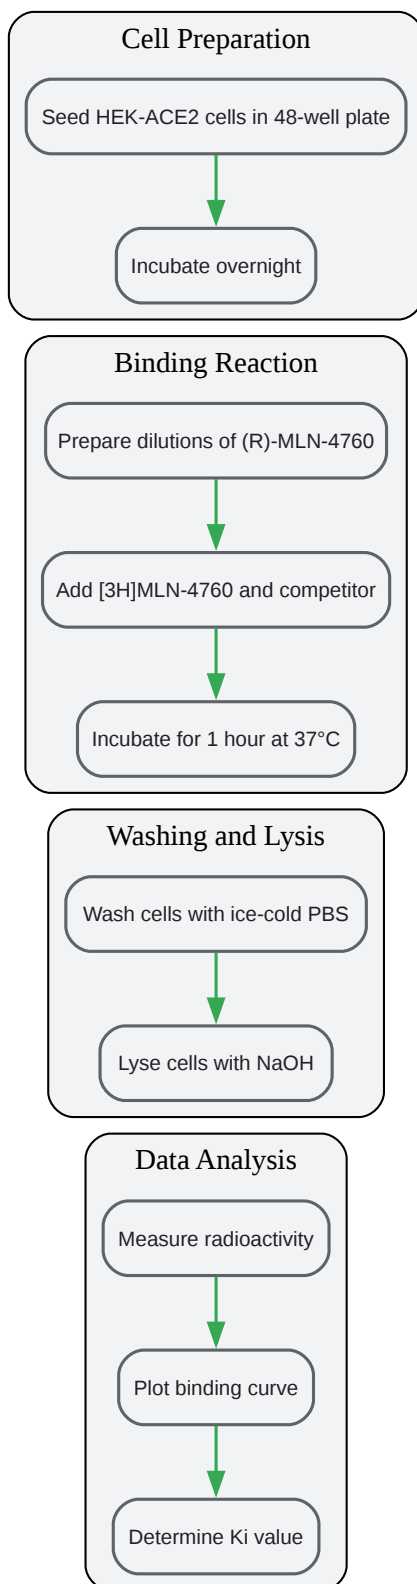 Cell Preparation
Seed HEK-ACE2 cells in 48-well plate
Incubate overnight
Binding Reaction
Prepare dilutions of (R)-MLN-4760
Add [3H]MLN-4760 and competitor
Incubate for 1 hour at 37°C
Washing and Lysis
Wash cells with ice-cold PBS
Lyse cells with NaOH
Data Analysis
Measure radioactivity
Plot binding curve
Determine Ki value